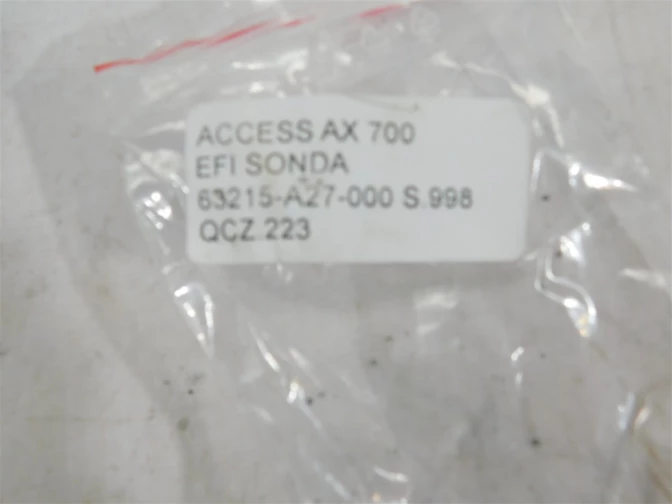 ACCESS AX 700
EFI SONDA
63215-A27-000 S.998
QCZ.223